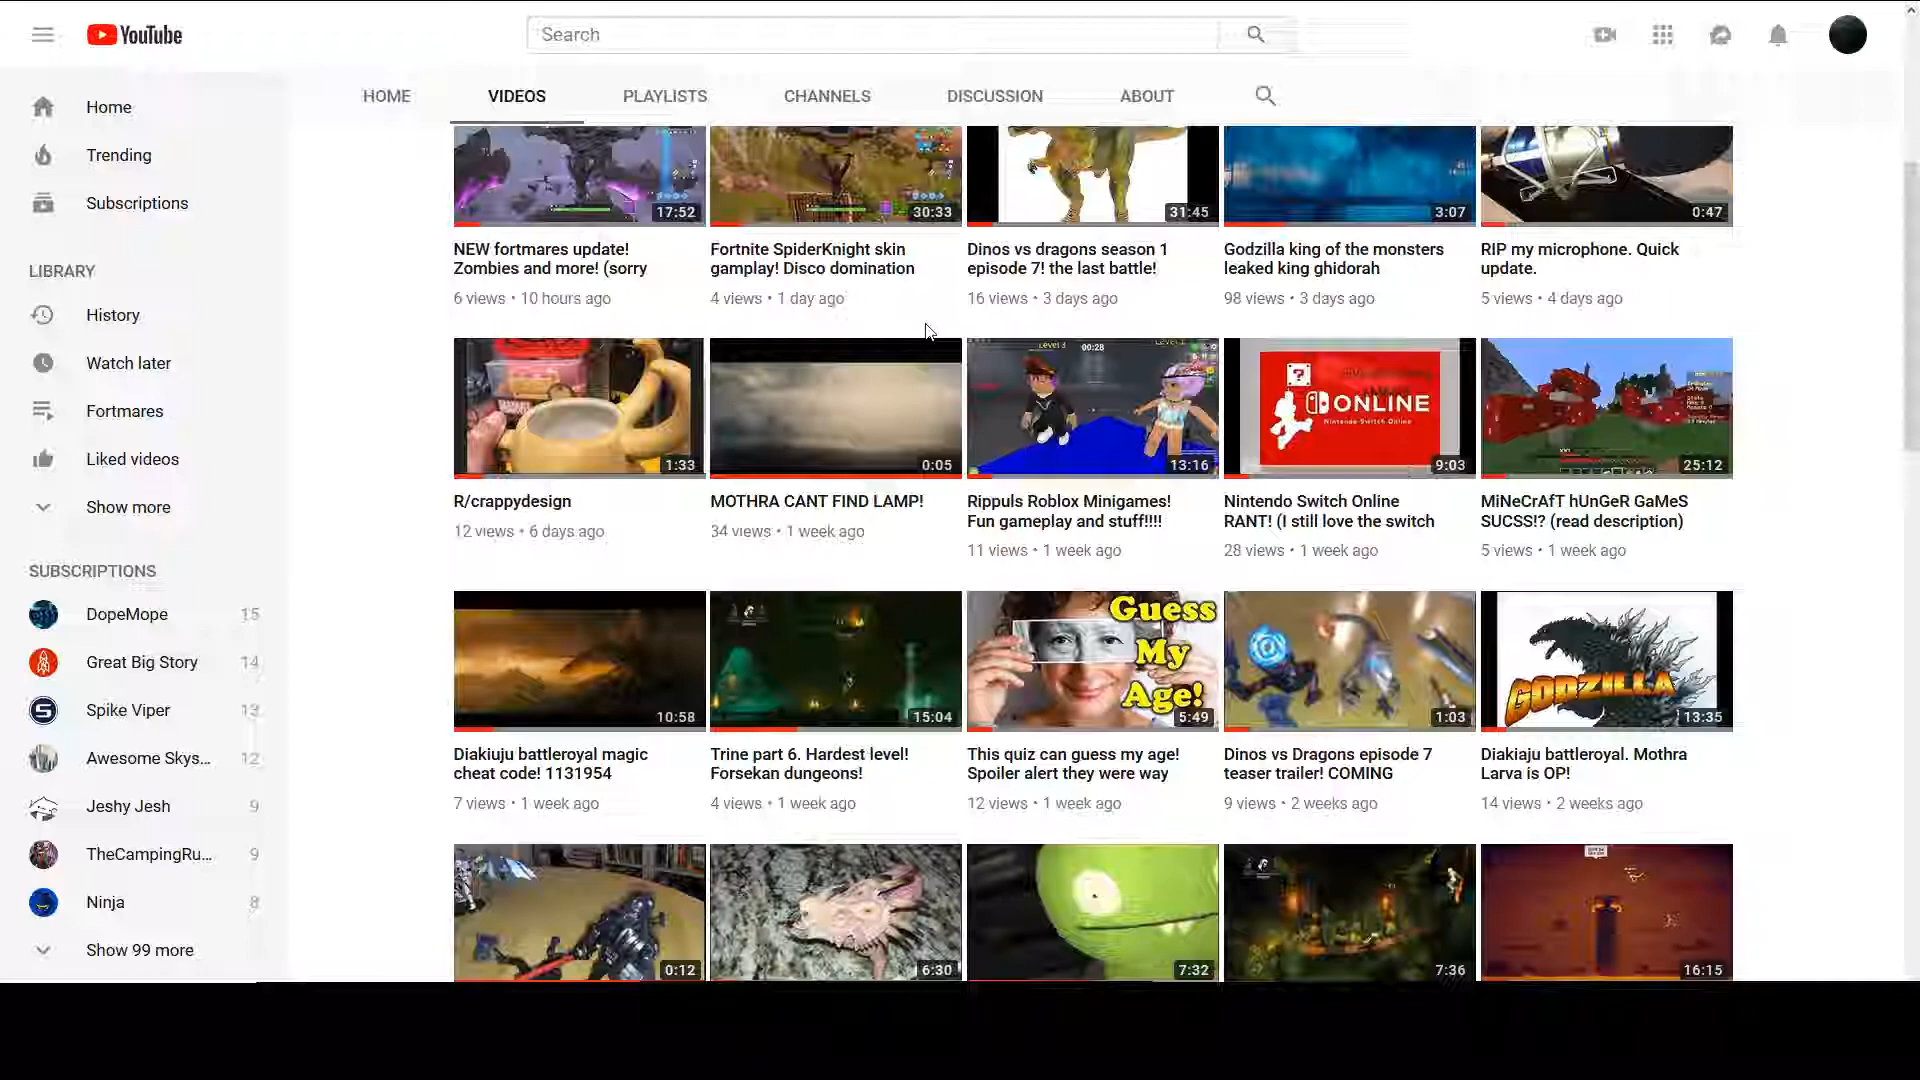 YouTube
Search
HOME
VIDEOS
PLAYLISTS
CHANNELS
DISCUSSION
ABOUT
Home
Trending
Subscriptions
LIBRARY
History
Watch later
Fortmares
Liked videos
Show more
SUBSCRIPTIONS
DopeMope 15
Great Big Story 14
Spike Viper 13
Awesome Skys... 12
Jeshy Jesh 9
TheCampingRu... 9
Ninja 8
Show 99 more
17:52
NEW fortmares update!
Zombies and more! (sorry
6 views • 10 hours ago
30:33
Fortnite SpiderKnight skin
gamplay! Disco domination
4 views • 1 day ago
31:45
Dinos vs dragons season 1
episode 7! the last battle!
16 views • 3 days ago
3:07
Godzilla king of the monsters
leaked king ghidorah
98 views • 3 days ago
0:47
RIP my microphone. Quick
update.
5 views • 4 days ago
1:33
R/crappydesign
12 views • 6 days ago
0:05
MOTHRA CANT FIND LAMP!
34 views • 1 week ago
Level 3 00:28
13:16
Rippuls Roblox Minigames!
Fun gameplay and stuff!!!!
11 views • 1 week ago
ONLINE
Nintendo Switch Online
9:03
Nintendo Switch Online
RANT! (I still love the switch
28 views • 1 week ago
25:12
MiNeCrAfT hUnGeR GaMeS
SUCSS!? (read description)
5 views • 1 week ago
10:58
Diakiuju battleroyal magic
cheat code! 1131954
7 views • 1 week ago
15:04
Trine part 6. Hardest level!
Forsekan dungeons!
4 views • 1 week ago
Guess
My
Age!
5:49
This quiz can guess my age!
Spoiler alert they were way
12 views • 1 week ago
1:03
Dinos vs Dragons episode 7
teaser trailer! COMING
9 views • 2 weeks ago
GODZILLA
13:35
Diakiaju battleroyal. Mothra
Larva is OP!
14 views • 2 weeks ago
0:12
6:30
7:32
7:36
16:15